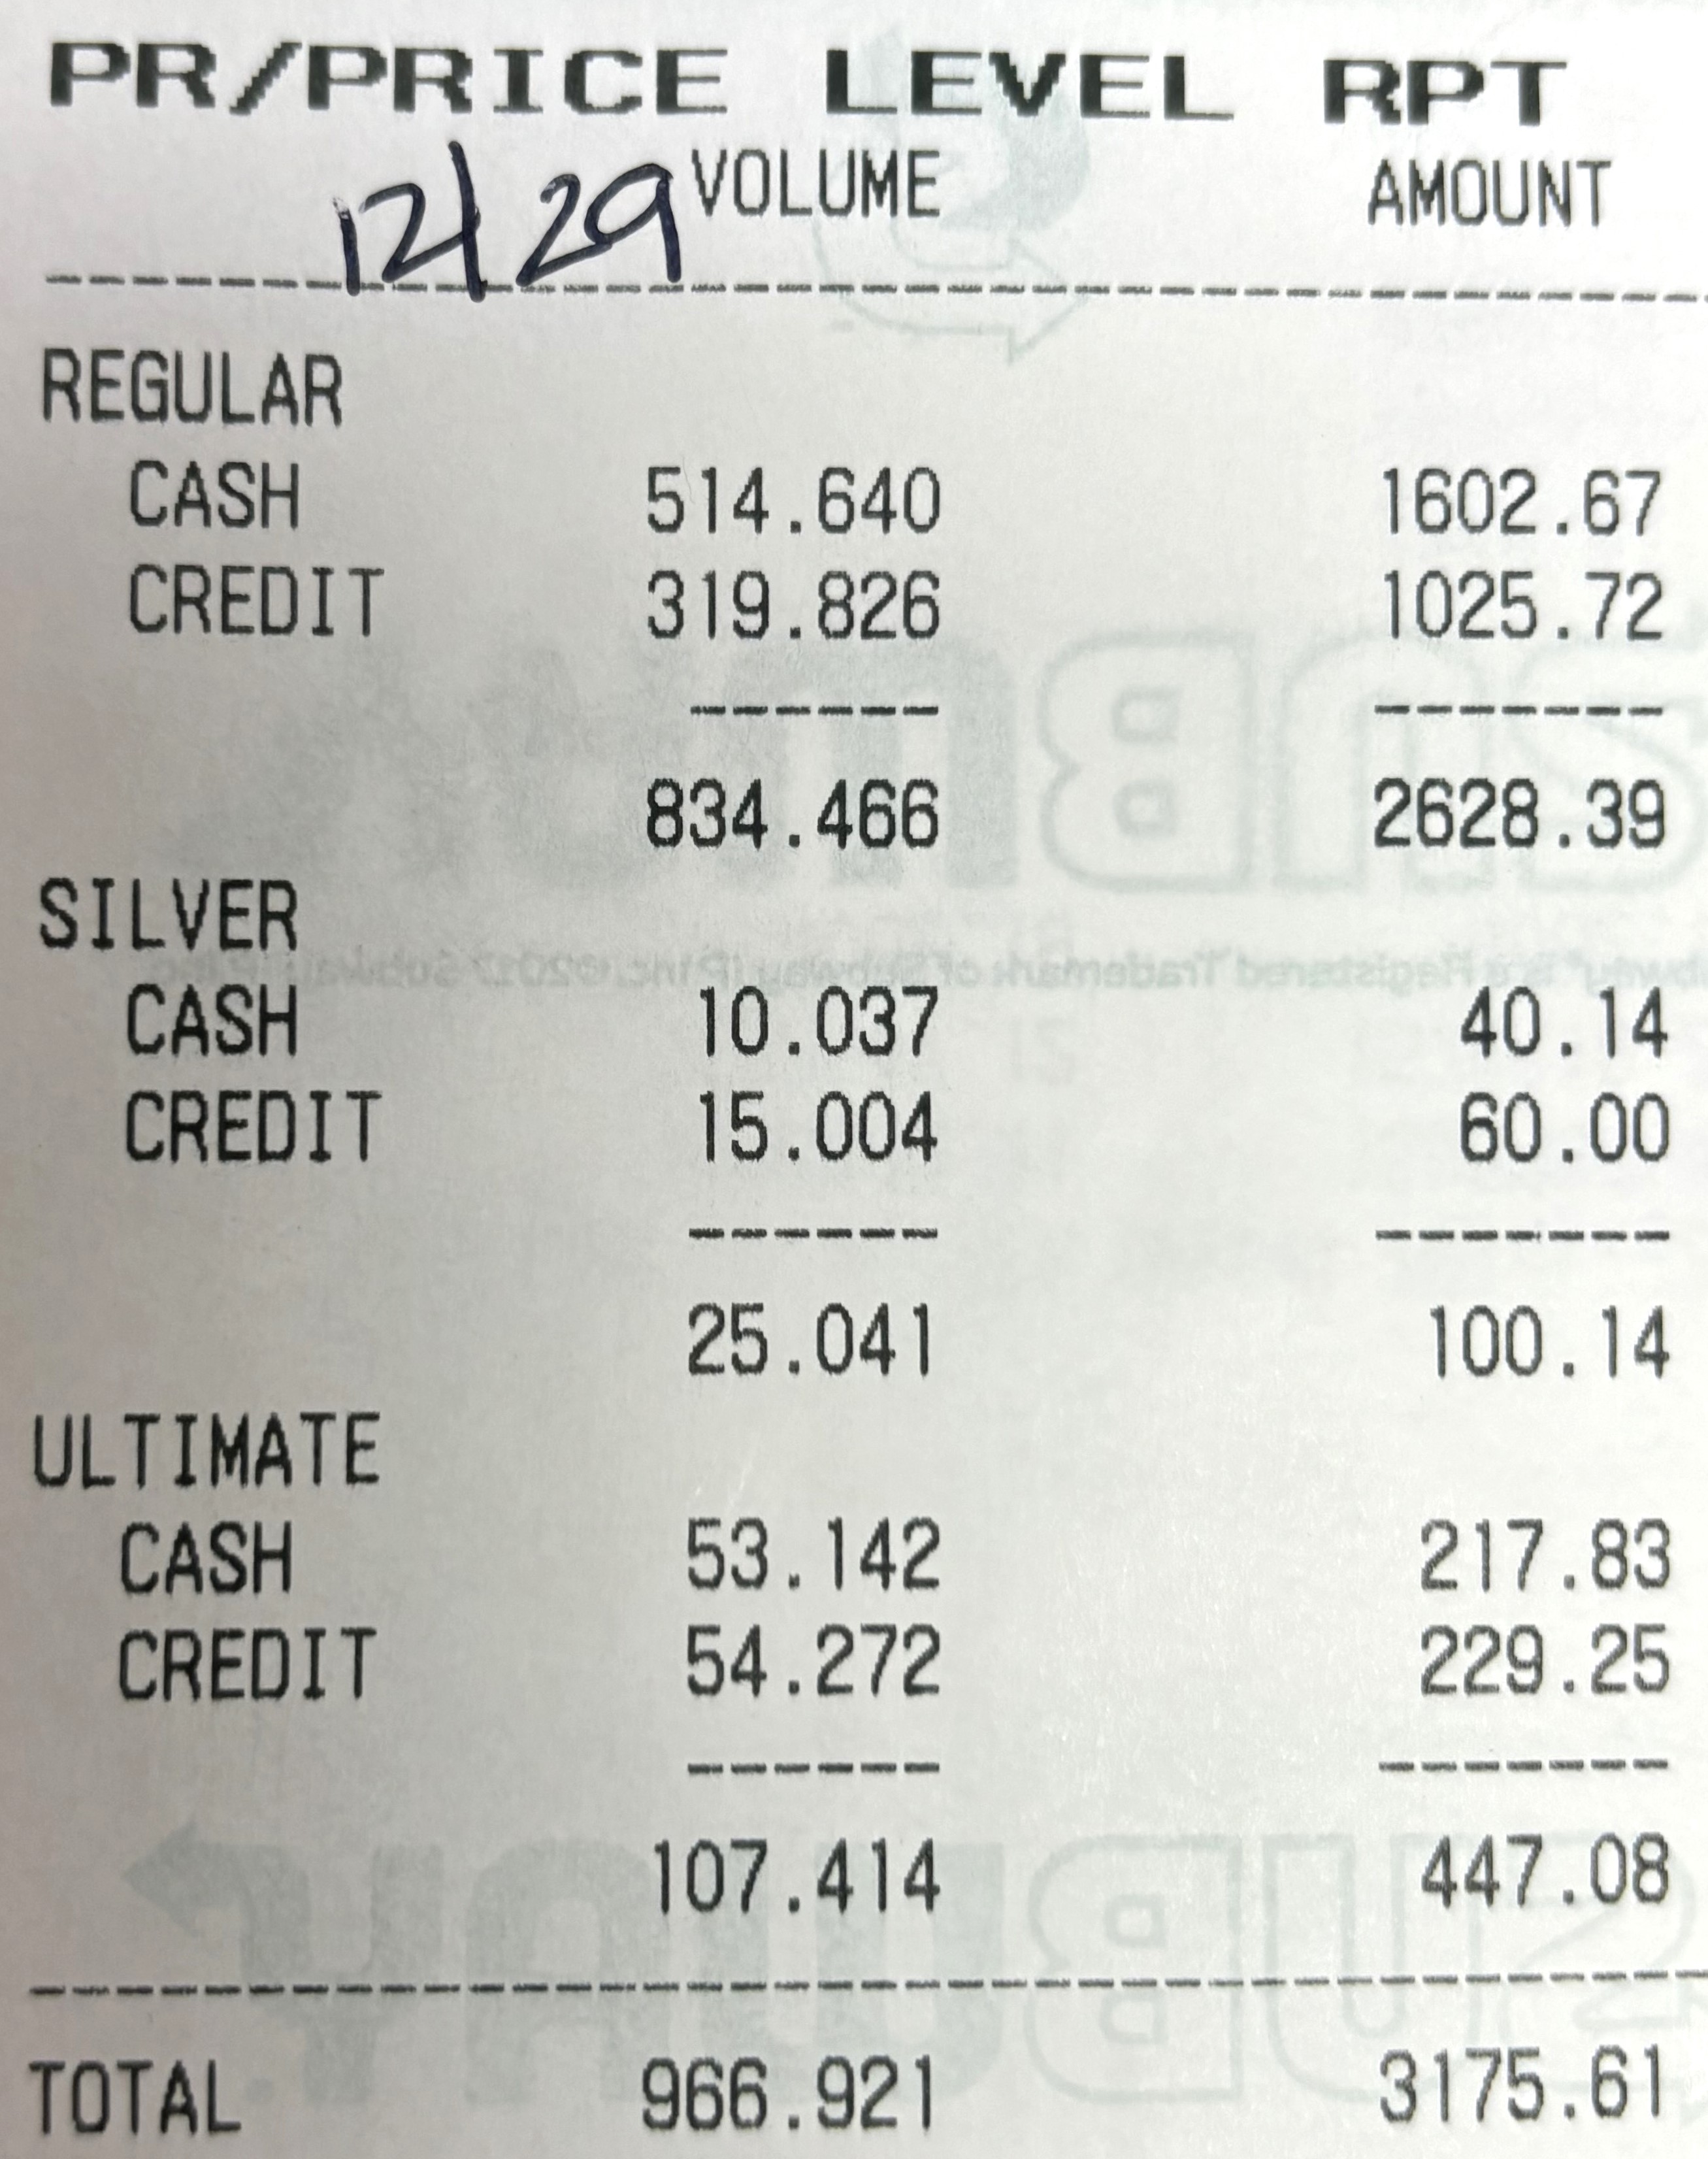 PR/PRICE LEVEL RPT
12/29 VOLUME AMOUNT
REGULAR
CASH 514.640 1602.67
CREDIT 319.826 1025.72
834.466 2628.39
SILVER
CASH 10.037 40.14
CREDIT 15.004 60.00
25.041 100.14
ULTIMATE
CASH 53.142 217.83
CREDIT 54.272 229.25
107.414 447.08
TOTAL 966.921 3175.61